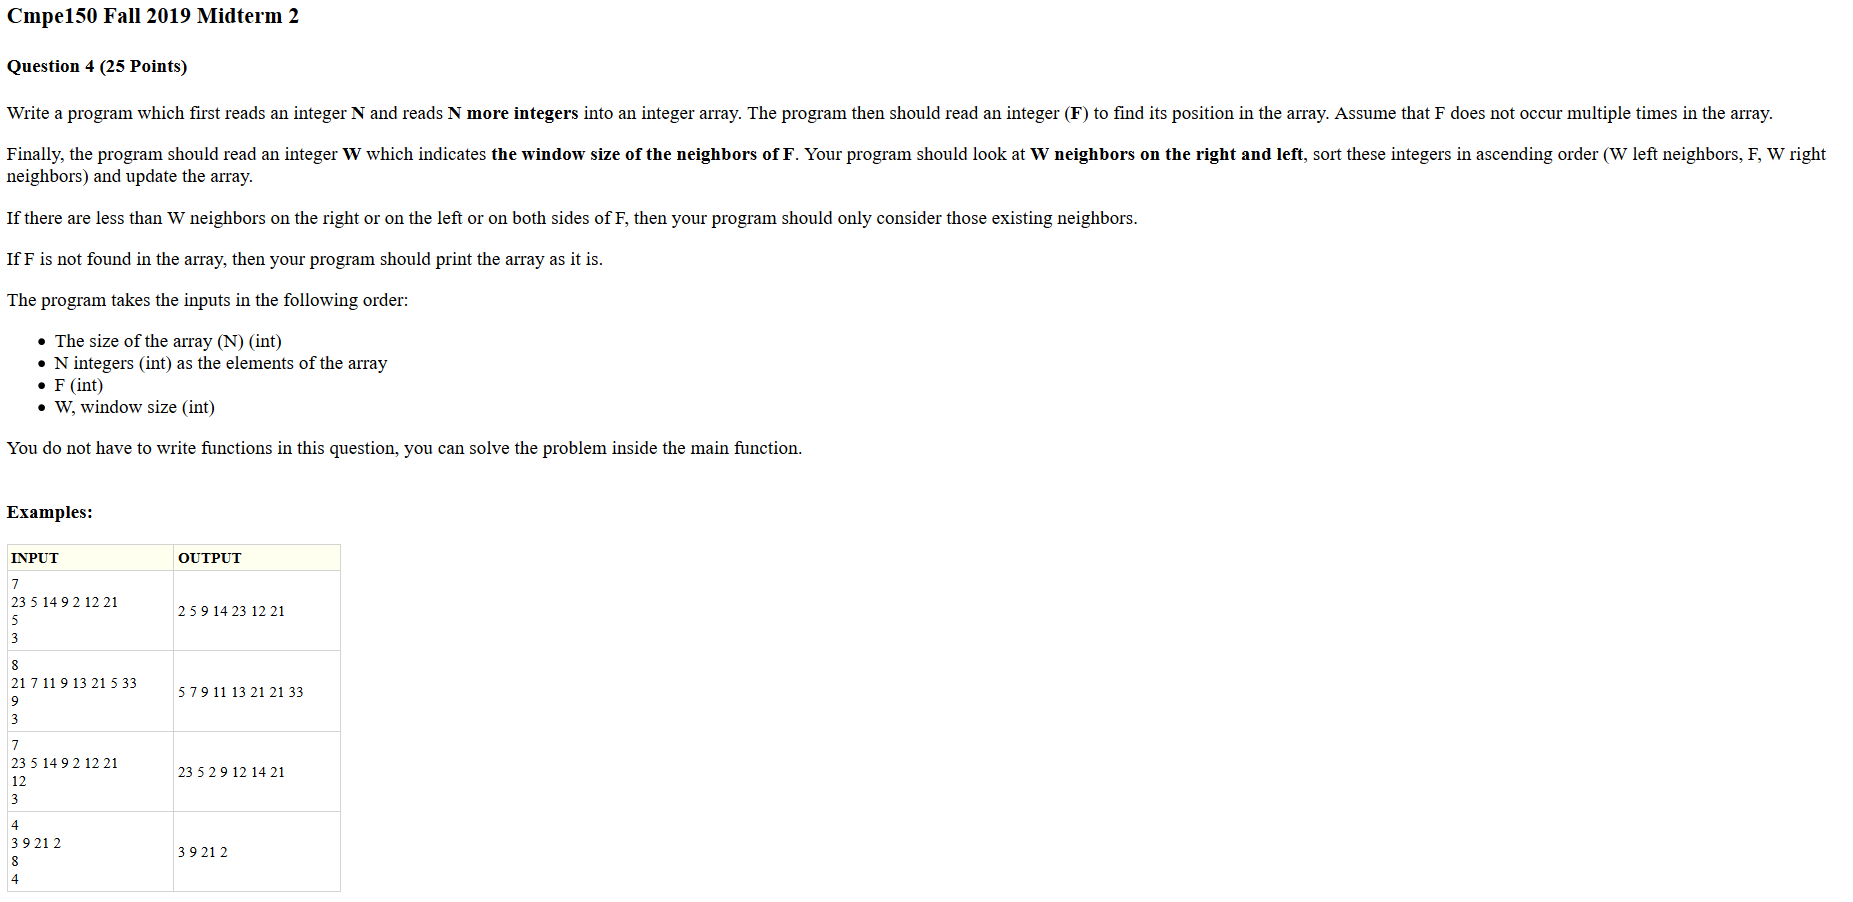 Cmpe150 Fall 2019 Midterm 2
Question 4 (25 Points)
Write a program which first reads an integer N and reads N more integers into an integer array. The program then should read an integer (F) to find its position in the array. Assume that F does not occur multiple times in the array.
Finally, the program should read an integer W which indicates the window size of the neighbors of F. Your program should look at W neighbors on the right and left, sort these integers in ascending order (W left neighbors, F, W right
neighbors) and update the array.
If there are less than W neighbors on the right or on the left or on both sides of F, then your program should only consider those existing neighbors.
If F is not found in the array, then your program should print the array as it is.
The program takes the inputs in the following order:
• The size of the array (N) (int)
• N integers (int) as the elements of the array
• F (int)
• W, window size (int)
You do not have to write functions in this question, you can solve the problem inside the main function.
Examples:
INPUT OUTPUT
7
23 5 14 9 2 12 21
5
3
2 5 9 14 23 12 21
8
21 7 11 9 13 21 5 33
9
3
5 7 9 11 13 21 21 33
7
23 5 14 9 2 12 21
12
3
23 5 2 9 12 14 21
4
3 9 21 2
8
4
3 9 21 2